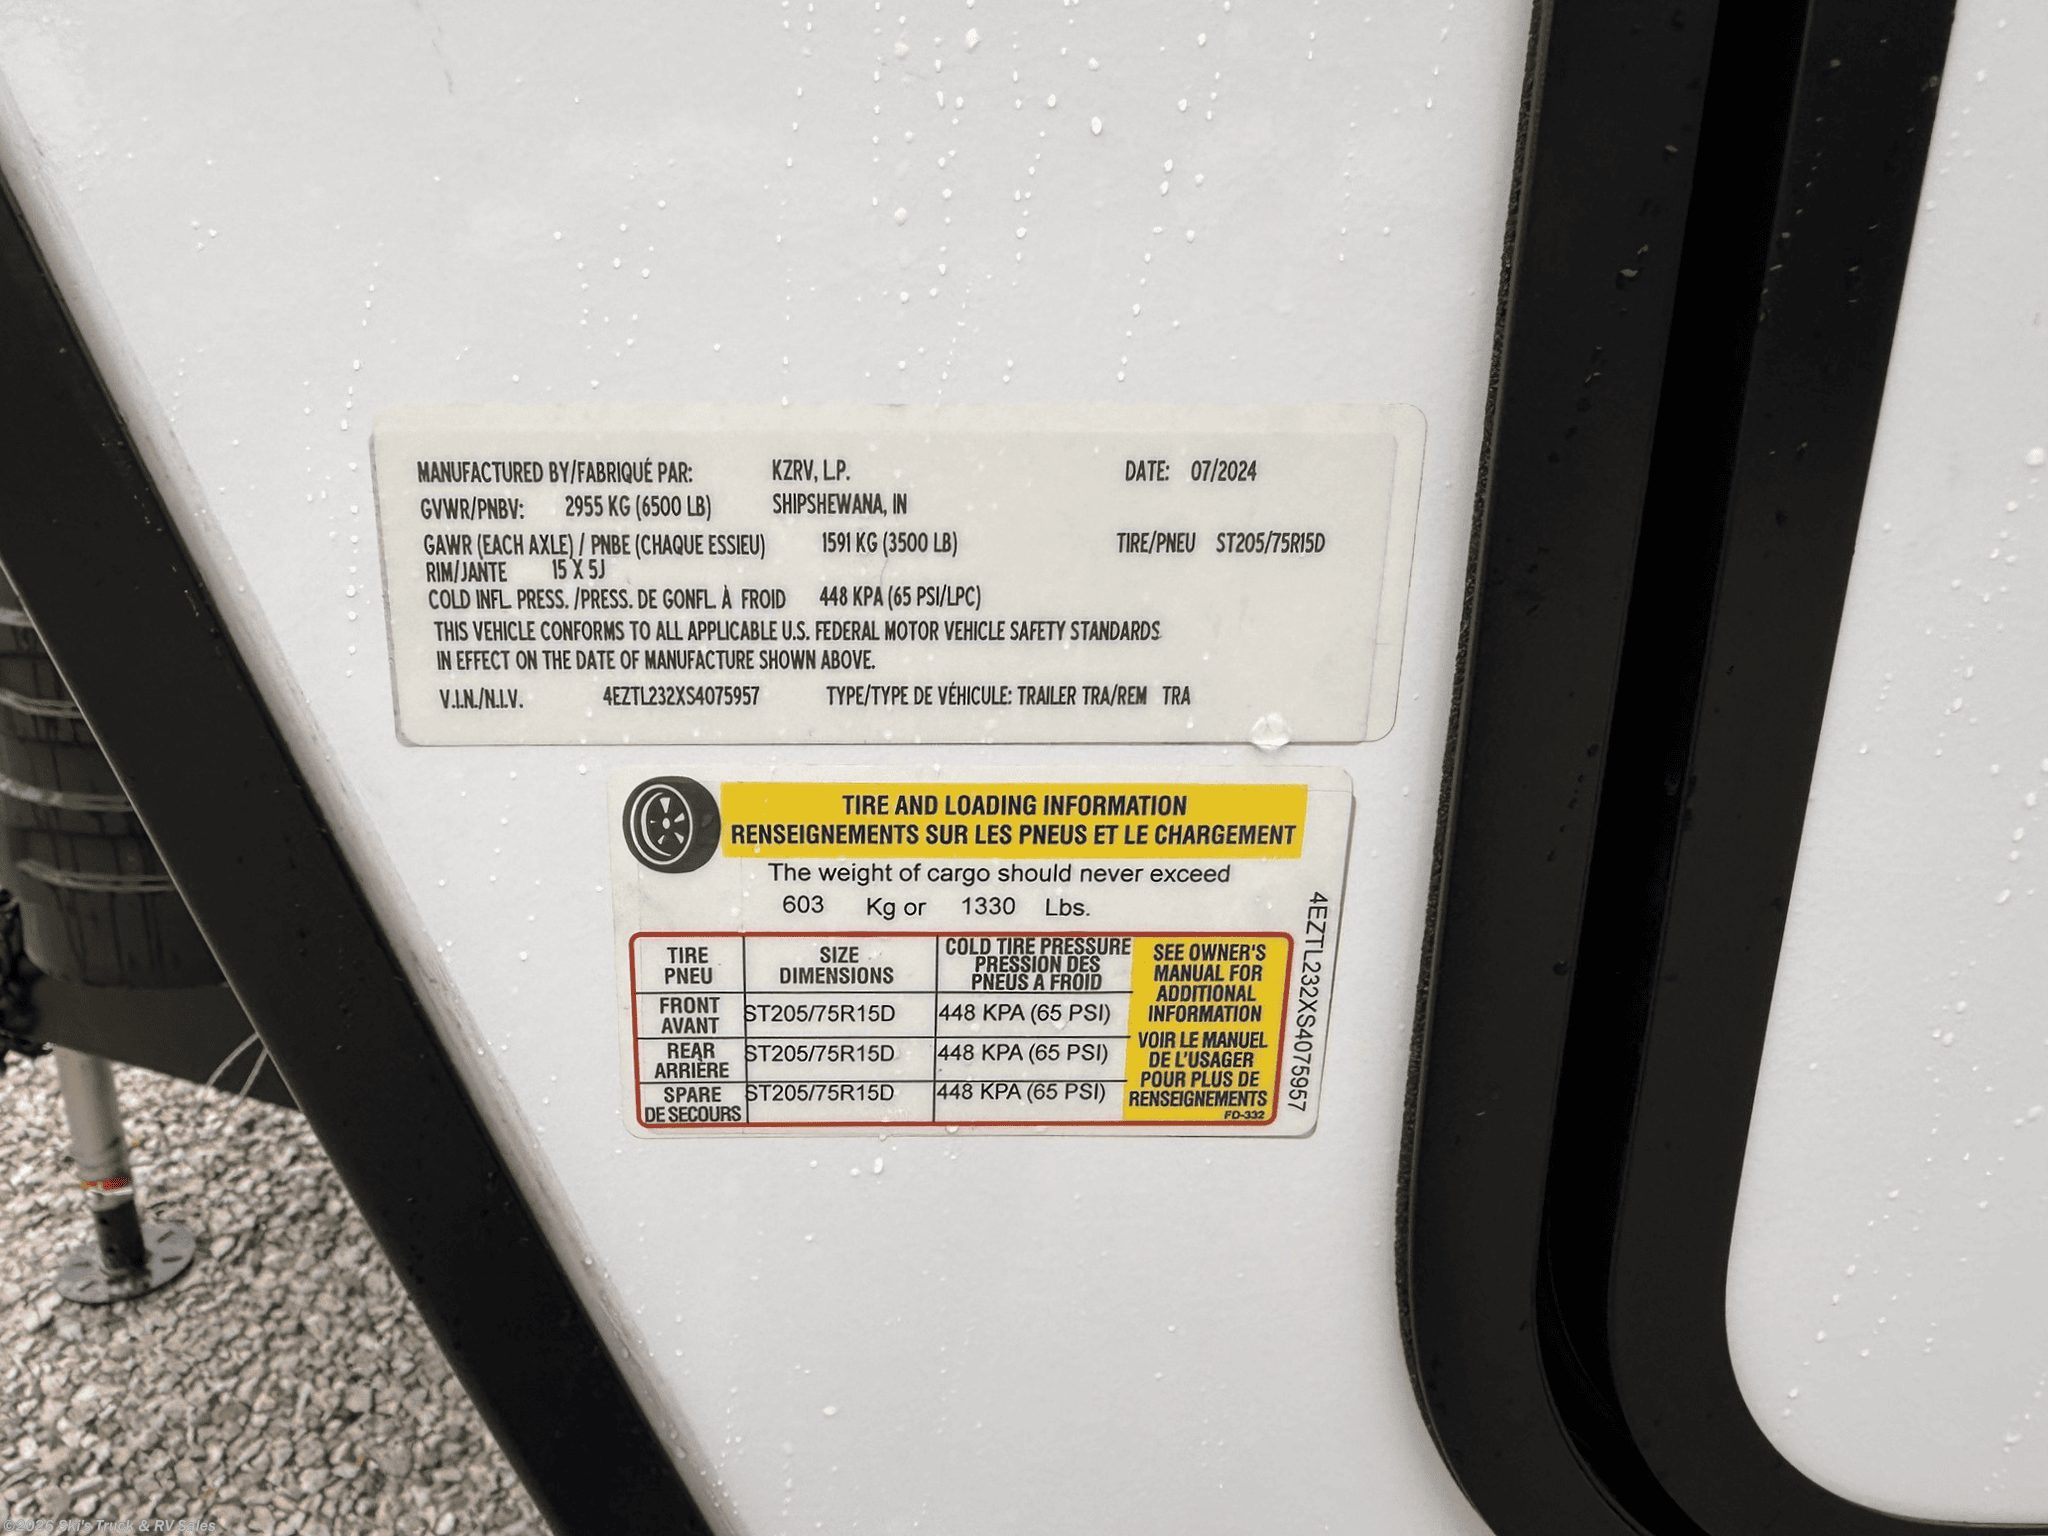 MANUFACTURED BY/FABRIQUÉ PAR: KZRV, L.P. DATE: 07/2024
GVWR/PNBV: 2955 KG (6500 LB) SHIPSHEWANA, IN
GAWR (EACH AXLE) / PNBE (CHAQUE ESSIEU) 1591 KG (3500 LB) TIRE/PNEU ST205/75R15D
RIM/JANTE 15 X 5J
COLD INFL. PRESS. /PRESS. DE GONFL. À FROID 448 KPA (65 PSI/LPC)
THIS VEHICLE CONFORMS TO ALL APPLICABLE U.S. FEDERAL MOTOR VEHICLE SAFETY STANDARDS
IN EFFECT ON THE DATE OF MANUFACTURE SHOWN ABOVE.
V.I.N./N.I.V. 4EZTL232XS4075957 TYPE/TYPE DE VÉHICULE: TRAILER TRA/REM TRA
TIRE AND LOADING INFORMATION
RENSEIGNEMENTS SUR LES PNEUS ET LE CHARGEMENT
The weight of cargo should never exceed
603 Kg or 1330 Lbs.
TIRE
PNEU
SIZE
DIMENSIONS
COLD TIRE PRESSURE
PRESSION DES
PNEUS A FROID
FRONT
AVANT
ST205/75R15D
448 KPA (65 PSI)
REAR
ARRIÈRE
ST205/75R15D
448 KPA (65 PSI)
SPARE
DE SECOURS
ST205/75R15D
448 KPA (65 PSI)
SEE OWNER'S
MANUAL FOR
ADDITIONAL
INFORMATION
VOIR LE MANUEL
DE L'USAGER
POUR PLUS DE
RENSEIGNEMENTS
FD-332
4EZTL232XS4075957
©2026 Ski's Truck & RV Sales